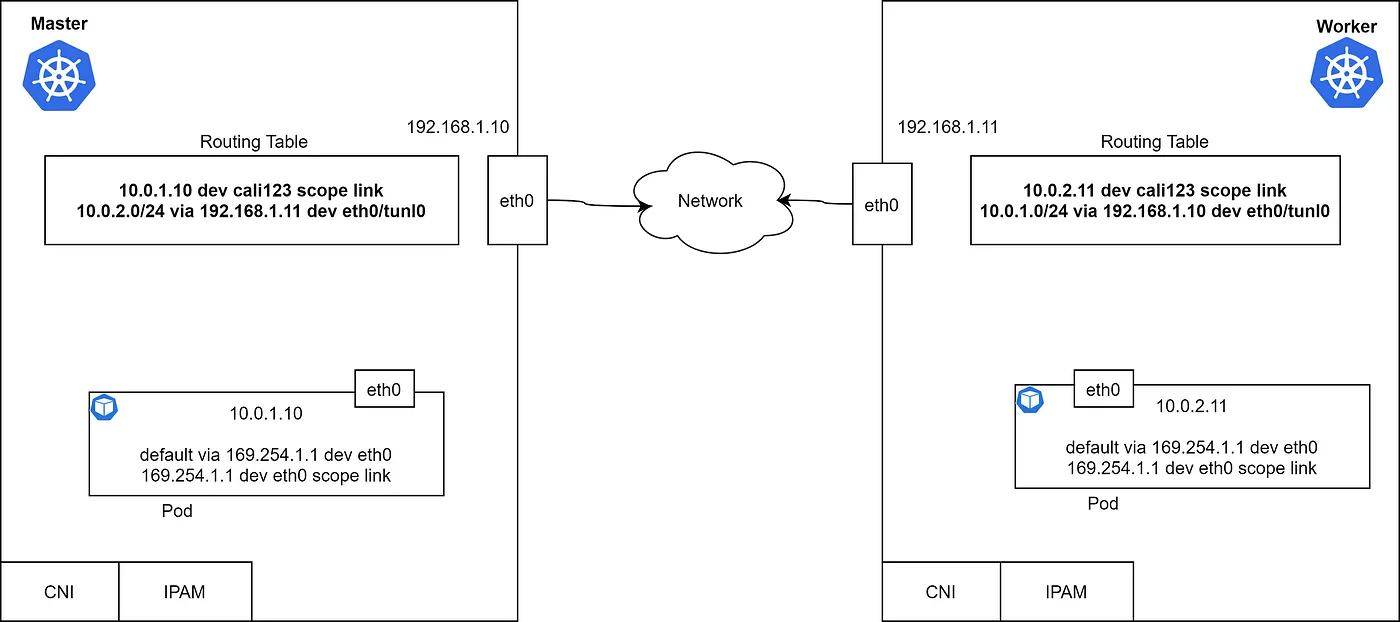 Master
192.168.1.10
Routing Table
10.0.1.10 dev cali123 scope link
10.0.2.0/24 via 192.168.1.11 dev eth0/tunl0
eth0
eth0
10.0.1.10
default via 169.254.1.1 dev eth0
169.254.1.1 dev eth0 scope link
Pod
CNI
IPAM
Network
Worker
192.168.1.11
Routing Table
10.0.2.11 dev cali123 scope link
10.0.1.0/24 via 192.168.1.10 dev eth0/tunl0
eth0
eth0
10.0.2.11
default via 169.254.1.1 dev eth0
169.254.1.1 dev eth0 scope link
Pod
CNI
IPAM